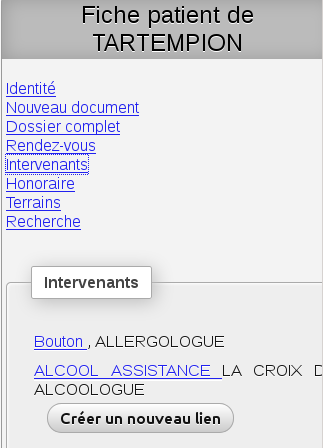 Fiche patient de
TARTEMPION
Identité
Nouveau document
Dossier complet
Rendez-vous
Intervenants
Honoraire
Terrains
Recherche
Intervenants
Bouton , ALLERGOLOGUE
ALCOOL ASSISTANCE LA CROIX D
ALCOOLOGUE
Créer un nouveau lien